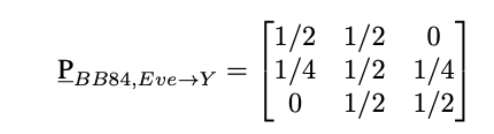 P_{BB84,Eve→Y} = [1/2 1/2 0
1/4 1/2 1/4
0 1/2 1/2]